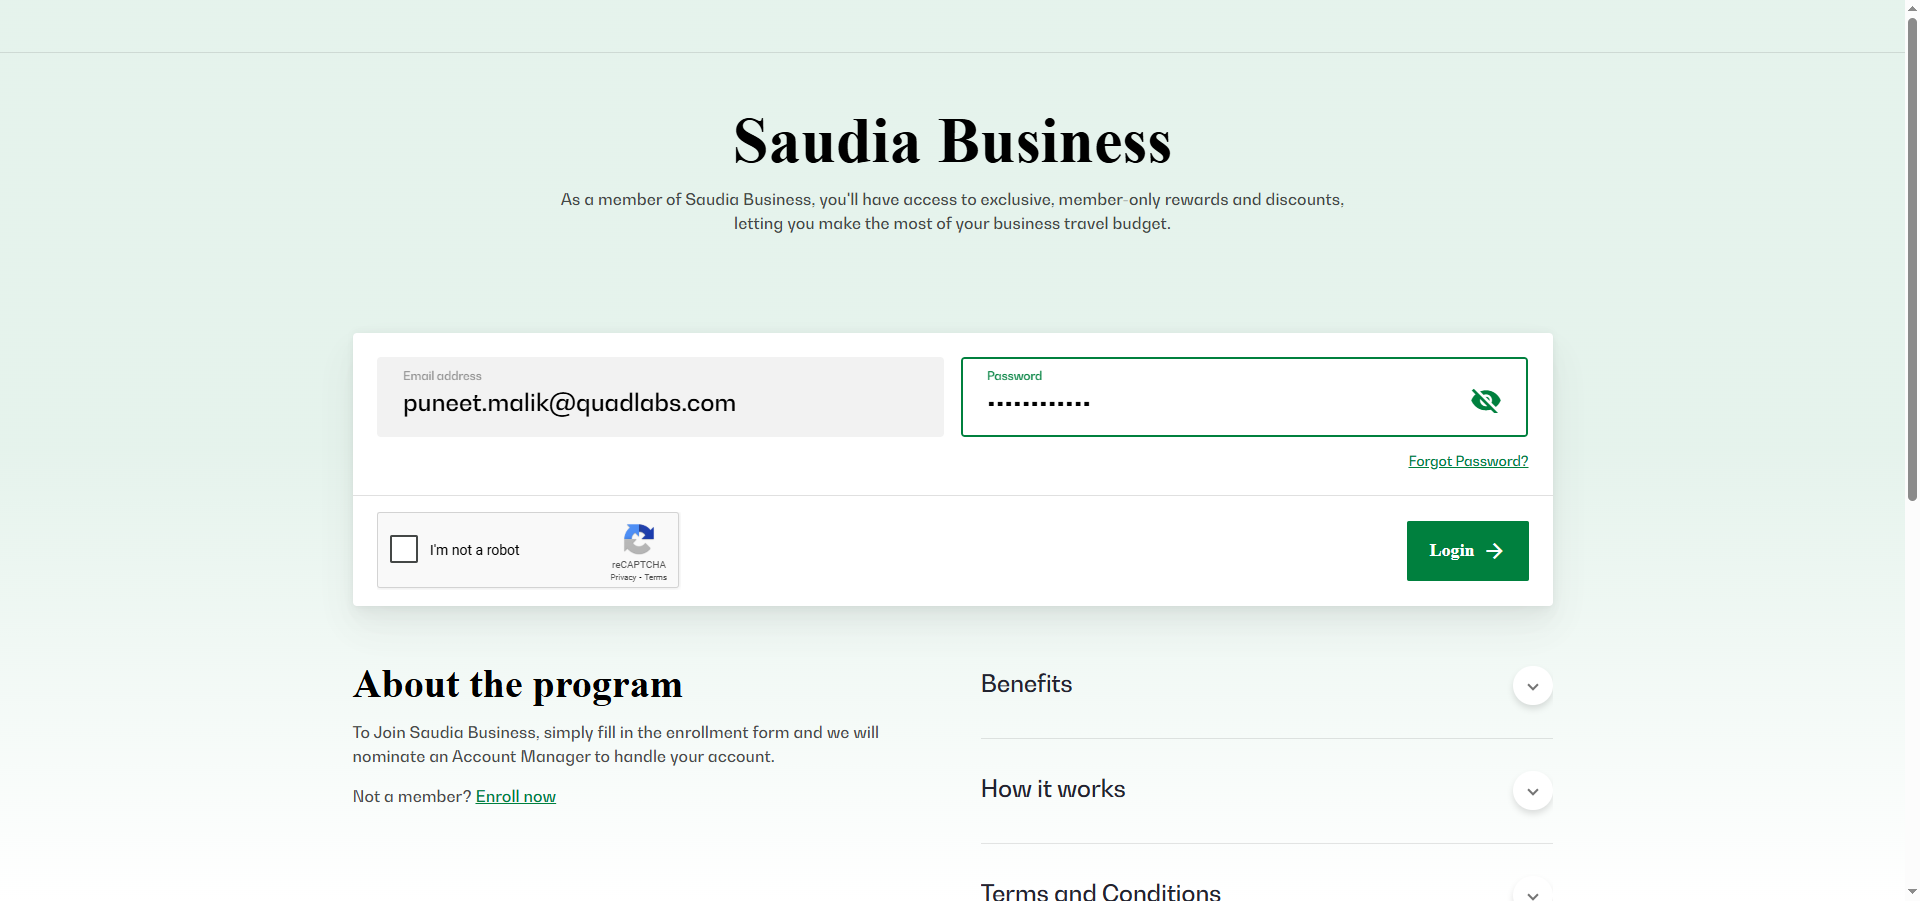 Saudia Business
As a member of Saudia Business, you'll have access to exclusive, member-only rewards and discounts,
letting you make the most of your business travel budget.
Email address
puneet.malik@quadlabs.com
Password
••••••••••••
Forgot Password?
I'm not a robot
reCAPTCHA
Privacy - Terms
Login
About the program
To Join Saudia Business, simply fill in the enrollment form and we will
nominate an Account Manager to handle your account.
Not a member? Enroll now
Benefits
How it works
Terms and Conditions